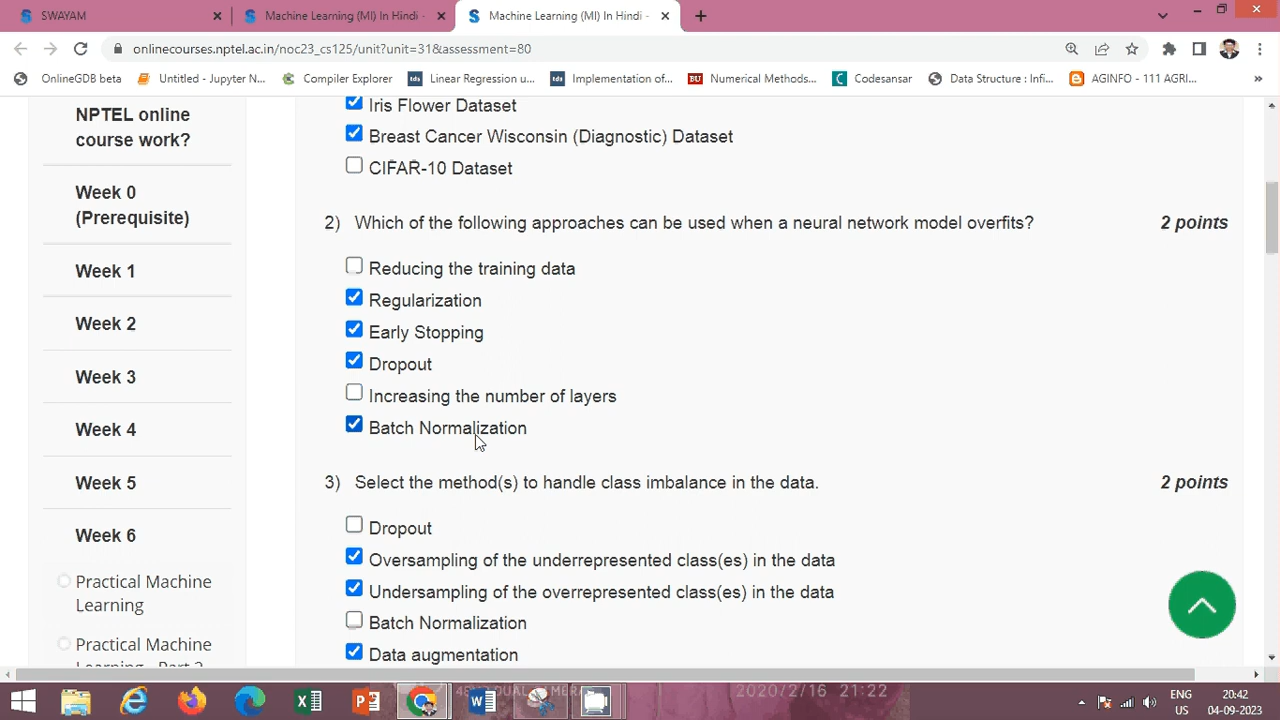 SWAYAM
Machine Learning (Ml) In Hindi -
Machine Learning (Ml) In Hindi -
onlinecourses.nptel.ac.in/noc23_cs125/unit?unit=31&assessment=80
OnlineGDB beta
Untitled - Jupyter N...
Compiler Explorer
tds
Linear Regression u...
tds
Implementation of...
BU
Numerical Methods...
Codesansar
Data Structure : Infi...
AGINFO - 111 AGRI...
»
NPTEL online
course work?
Week 0
(Prerequisite)
Week 1
Week 2
Week 3
Week 4
Week 5
Week 6
Practical Machine
Learning
Practical Machine
Iris Flower Dataset
Breast Cancer Wisconsin (Diagnostic) Dataset
CIFAR-10 Dataset
2) Which of the following approaches can be used when a neural network model overfits? 2 points
Reducing the training data
Regularization
Early Stopping
Dropout
Increasing the number of layers
Batch Normalization
3) Select the method(s) to handle class imbalance in the data. 2 points
Dropout
Oversampling of the underrepresented class(es) in the data
Undersampling of the overrepresented class(es) in the data
Batch Normalization
Data augmentation
2020/2/16 21:22
ENG
US
20:42
04-09-2023